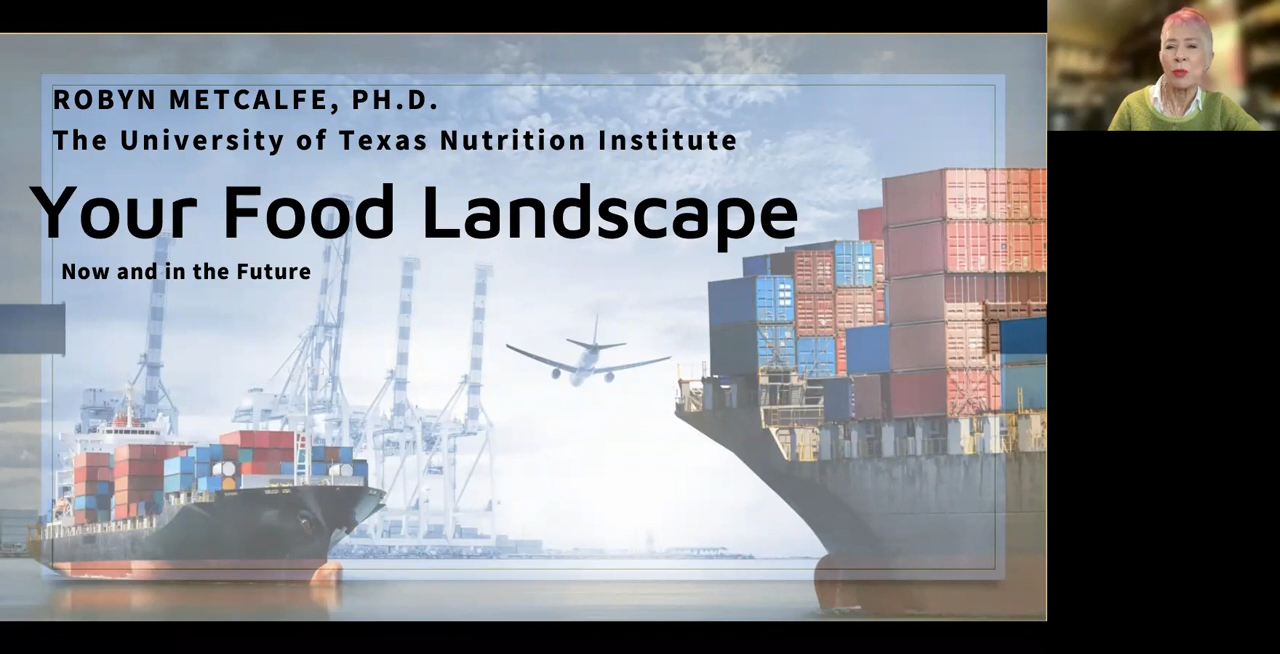 ROBYN METCALFE, PH.D.
The University of Texas Nutrition Institute
Your Food Landscape
Now and in the Future